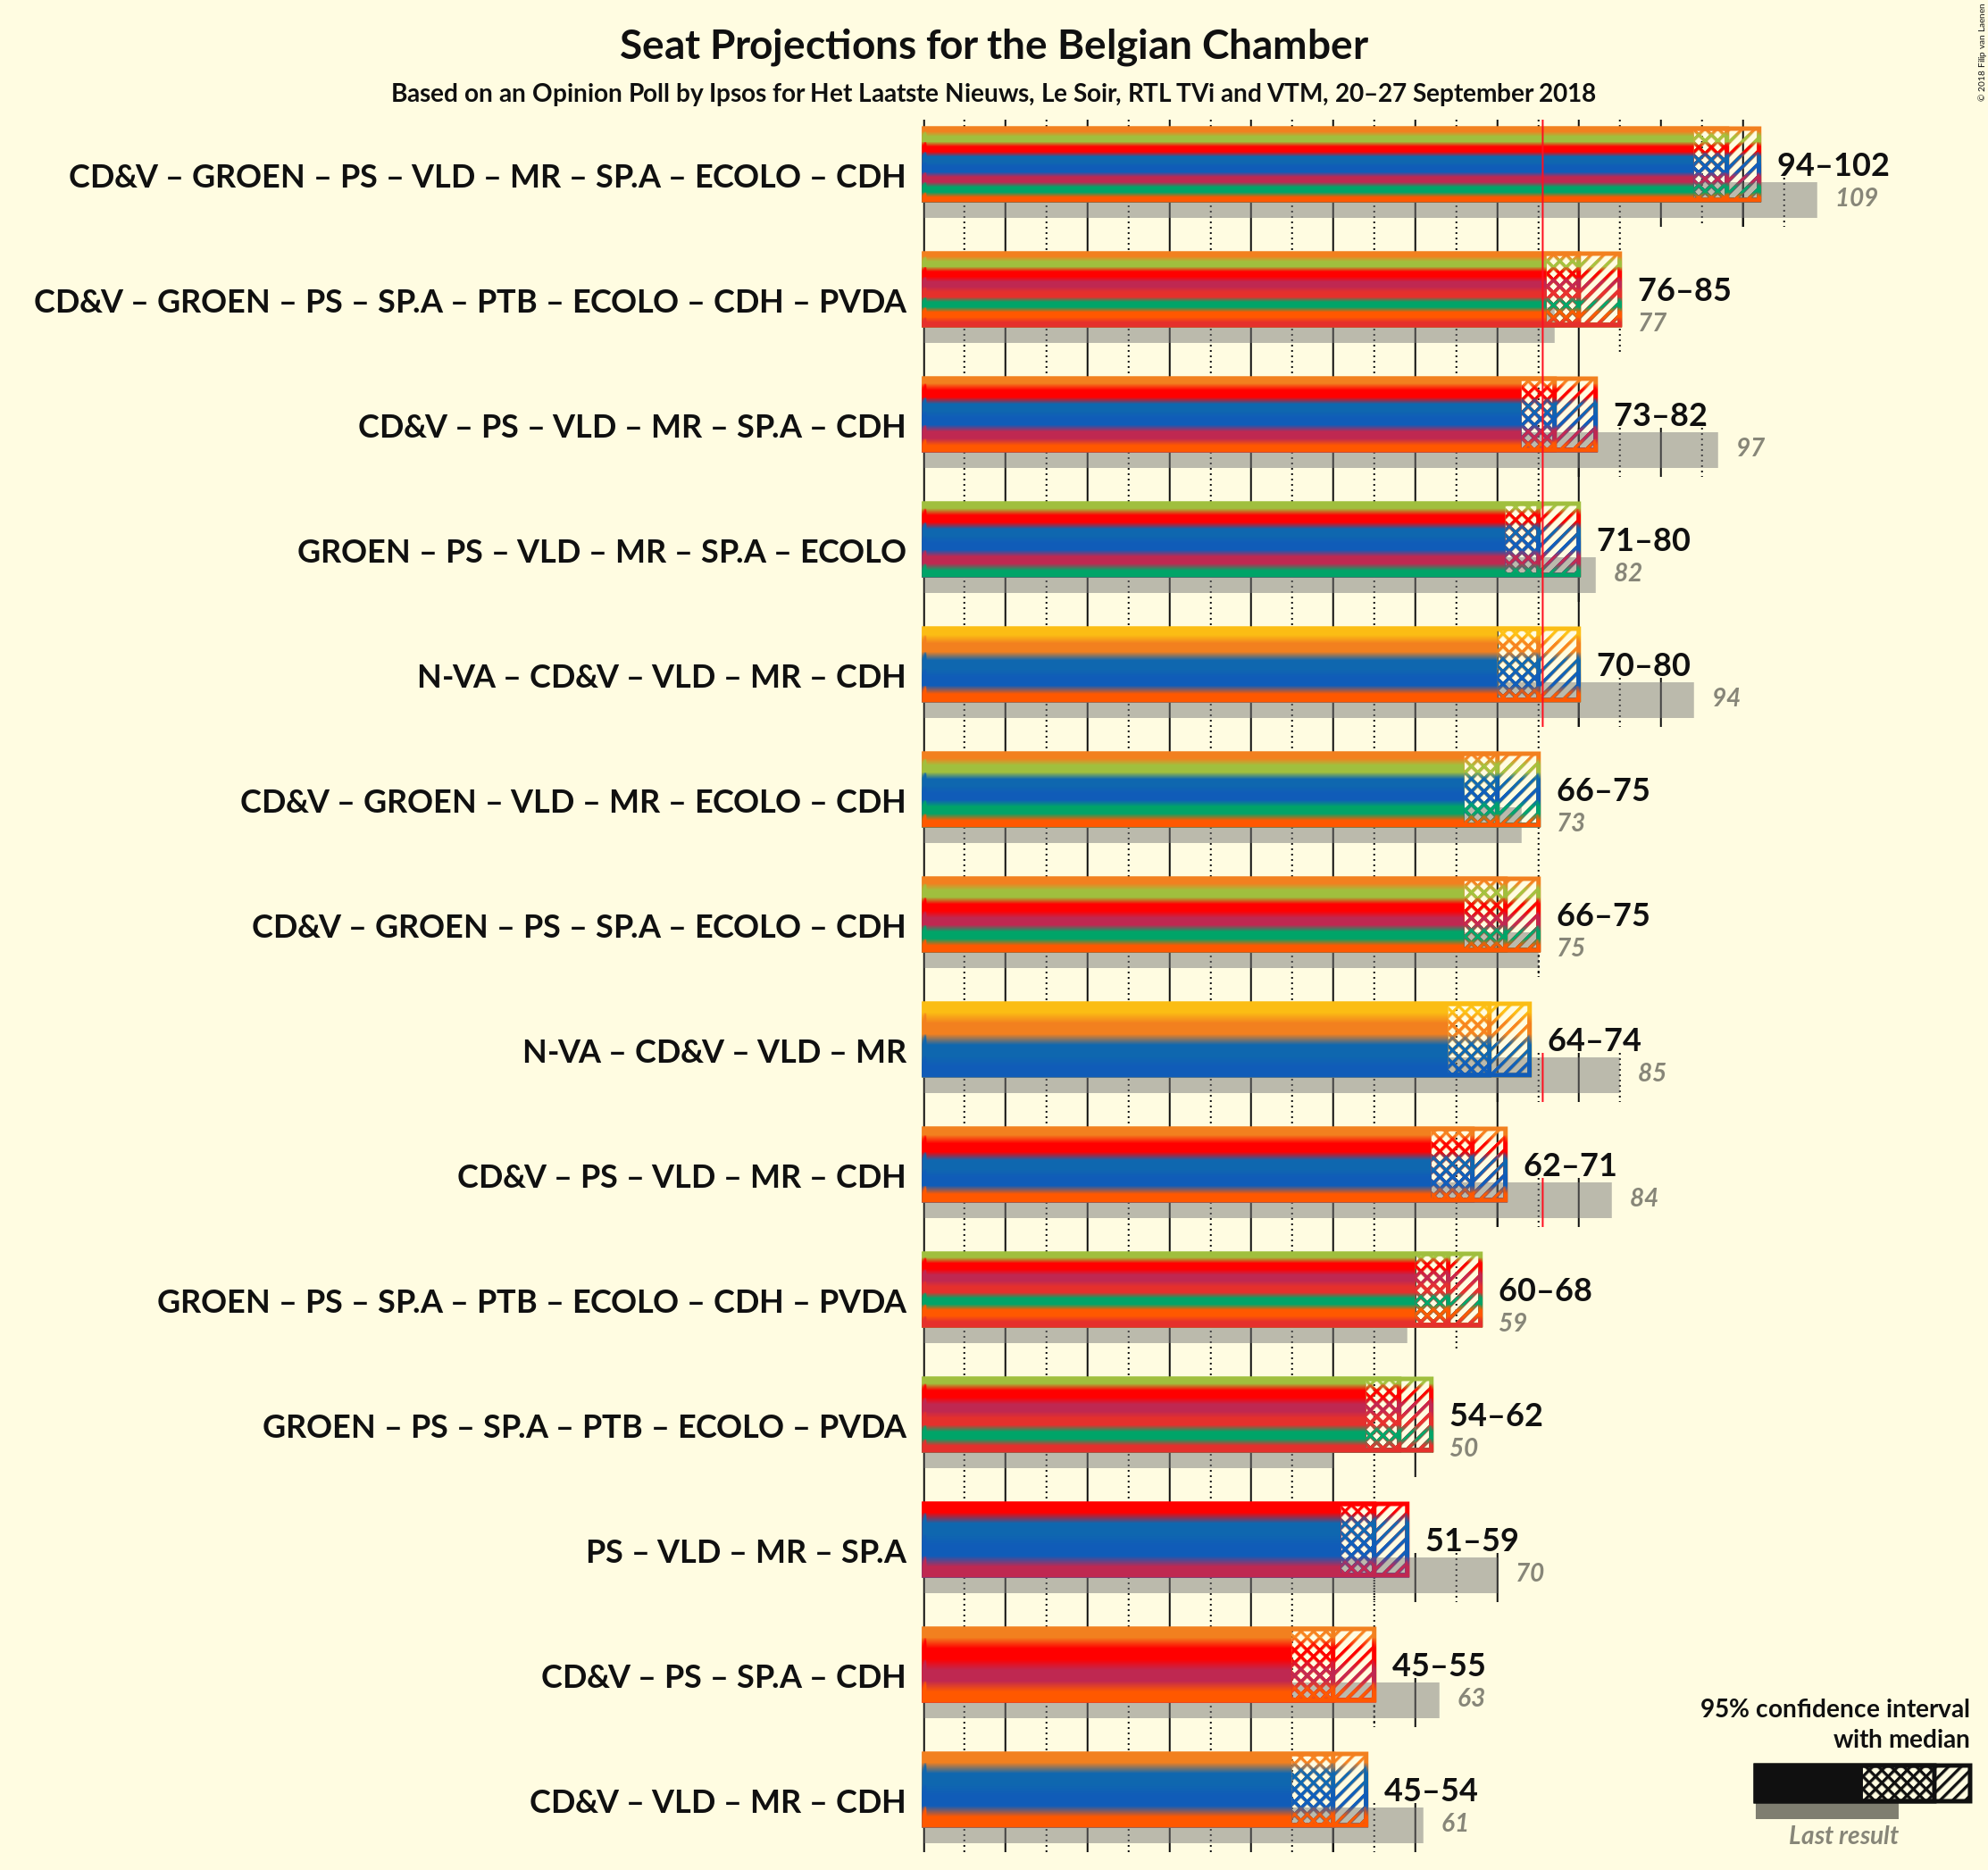 Seat Projections for the Belgian Chamber
Based on an Opinion Poll by Ipsos for Het Laatste Nieuws, Le Soir, RTL TVi and VTM, 20–27 September 2018
© 2018 Filip van Laenen
CD&V – GROEN – PS – VLD – MR – SP.A – ECOLO – CDH
94–102
109
CD&V – GROEN – PS – SP.A – PTB – ECOLO – CDH – PVDA
76–85
77
CD&V – PS – VLD – MR – SP.A – CDH
73–82
97
GROEN – PS – VLD – MR – SP.A – ECOLO
71–80
82
N-VA – CD&V – VLD – MR – CDH
70–80
94
CD&V – GROEN – VLD – MR – ECOLO – CDH
66–75
73
CD&V – GROEN – PS – SP.A – ECOLO – CDH
66–75
75
N-VA – CD&V – VLD – MR
64–74
85
CD&V – PS – VLD – MR – CDH
62–71
84
GROEN – PS – SP.A – PTB – ECOLO – CDH – PVDA
60–68
59
GROEN – PS – SP.A – PTB – ECOLO – PVDA
54–62
50
PS – VLD – MR – SP.A
51–59
70
CD&V – PS – SP.A – CDH
45–55
63
CD&V – VLD – MR – CDH
45–54
61
95% confidence interval
with median
Last result